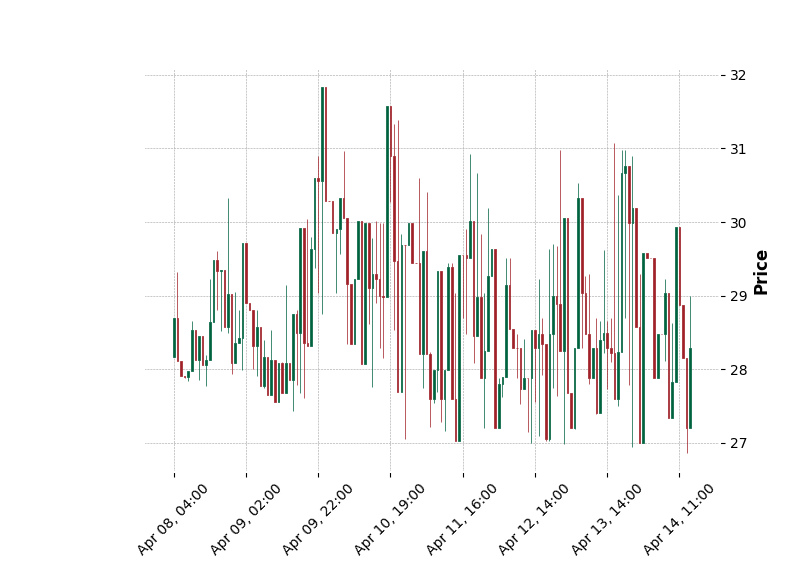 32
31
30
29
28
27
Price
Apr 08, 04:00
Apr 09, 02:00
Apr 09, 22:00
Apr 10, 19:00
Apr 11, 16:00
Apr 12, 14:00
Apr 13, 14:00
Apr 14, 11:00